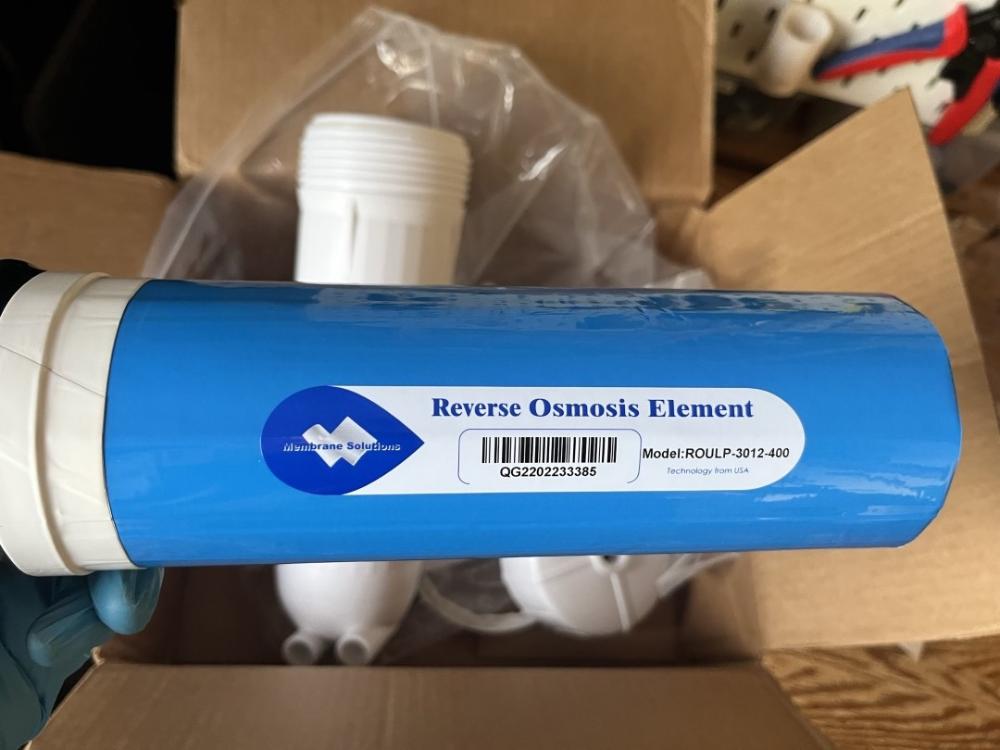 Reverse Osmosis Element
Membrane Solutions
QG2202233385
Model:ROULP-3012-400
Technology from USA